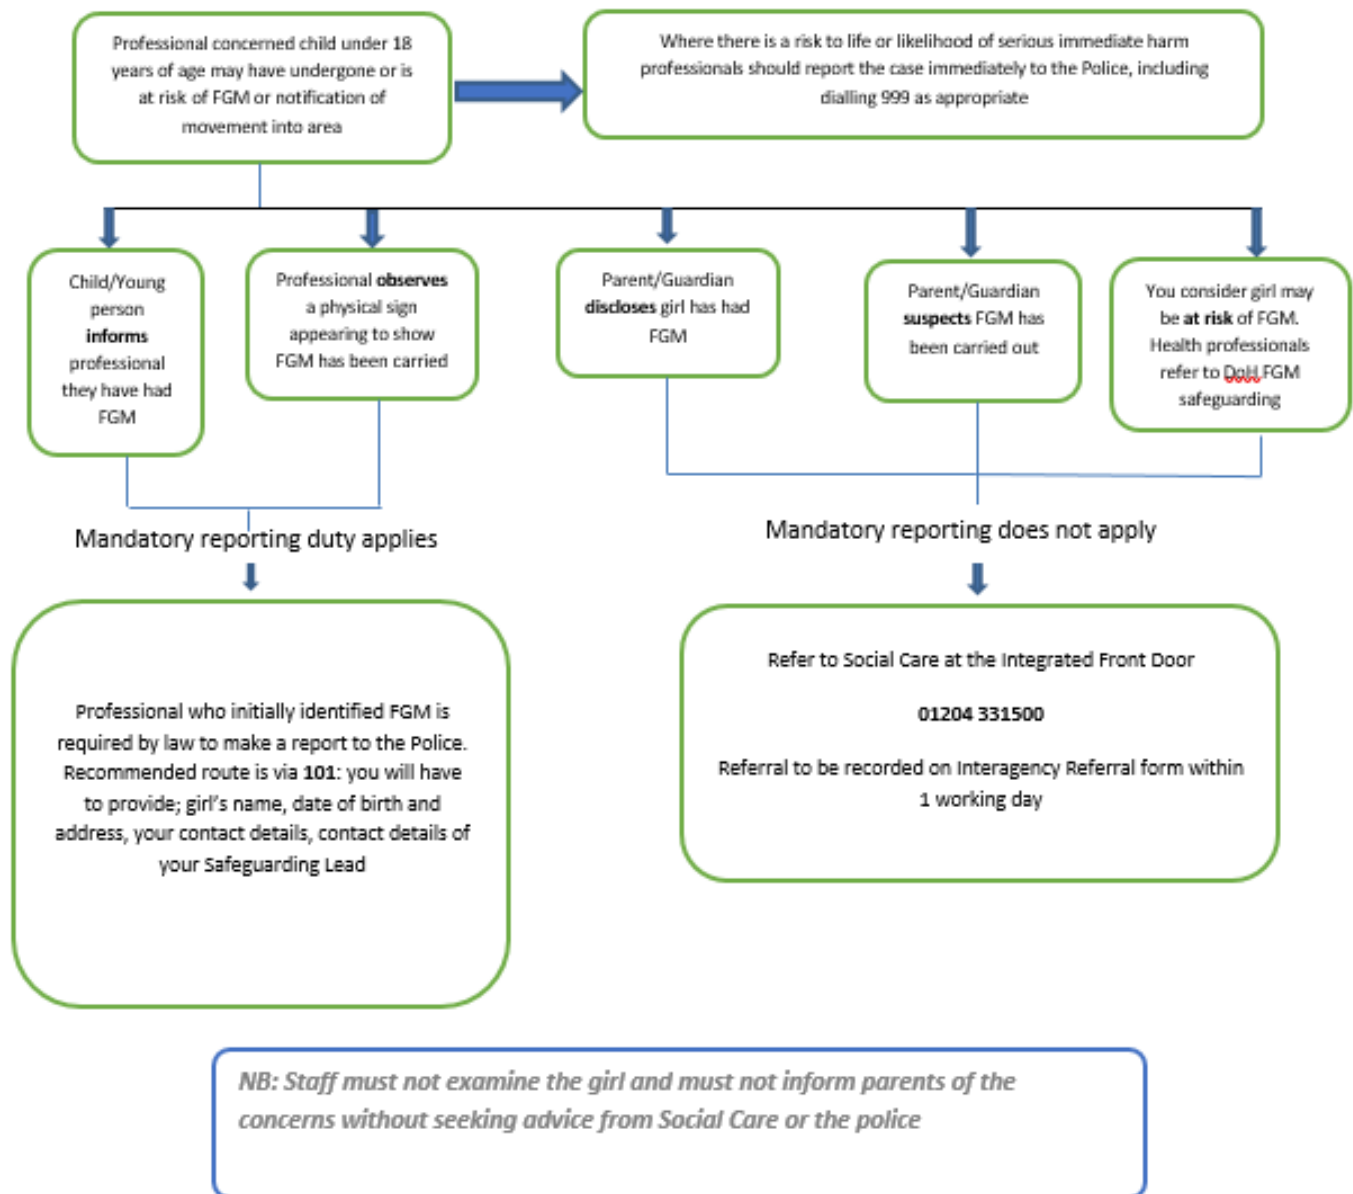 Professional concerned child under 18
years of age may have undergone or is
at risk of FGM or notification of
movement into area
Where there is a risk to life or likelihood of serious immediate harm
professionals should report the case immediately to the Police, including
dialling 999 as appropriate
Child/Young
person
informs
professional
they have had
FGM
Professional observes
a physical sign
appearing to show
FGM has been carried
Parent/Guardian
discloses girl has had
FGM
Parent/Guardian
suspects FGM has
been carried out
You consider girl may
be at risk of FGM.
Health professionals
refer to DoH FGM
safeguarding
Mandatory reporting duty applies
Mandatory reporting does not apply
Professional who initially identified FGM is
required by law to make a report to the Police.
Recommended route is via 101: you will have
to provide; girl's name, date of birth and
address, your contact details, contact details of
your Safeguarding Lead
Refer to Social Care at the Integrated Front Door
01204 331500
Referral to be recorded on Interagency Referral form within
1 working day
NB: Staff must not examine the girl and must not inform parents of the
concerns without seeking advice from Social Care or the police